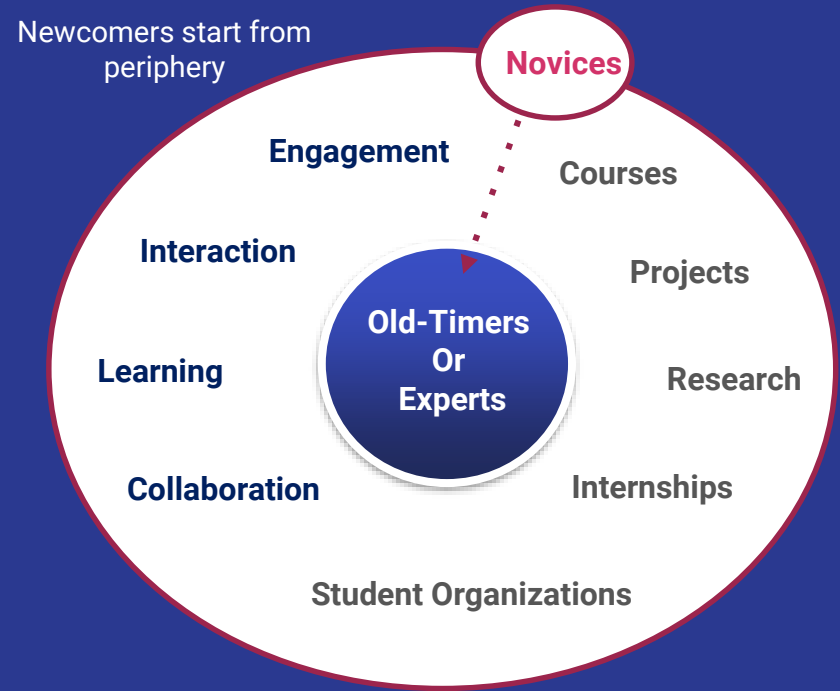 Newcomers start from
periphery
Novices
Engagement
Courses
Interaction
Projects
Old-Timers
Or
Experts
Learning
Research
Collaboration
Internships
Student Organizations